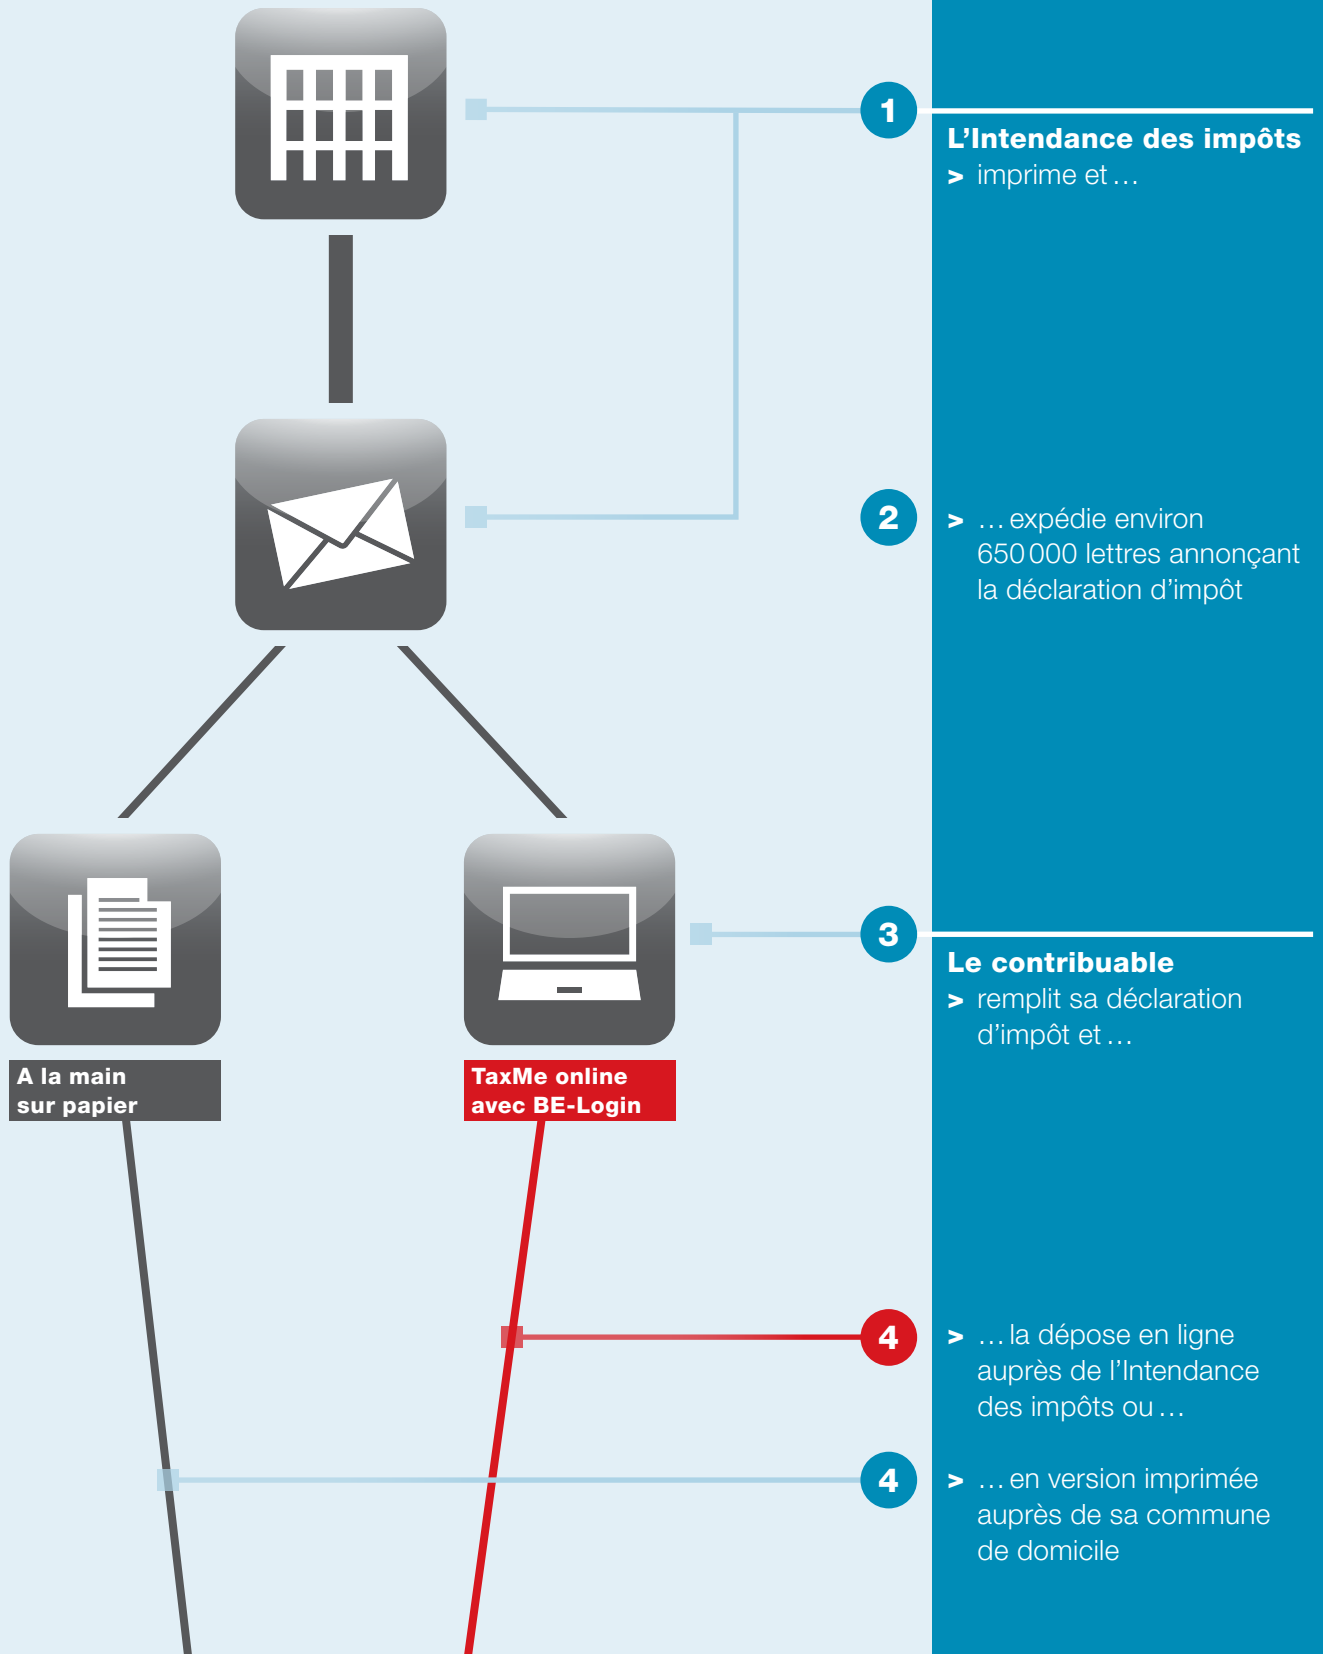 1
L’Intendance des impôts
> imprime et …
2
> … expédie environ
650 000 lettres annonçant
la déclaration d’impôt
3
Le contribuable
> remplit sa déclaration
d’impôt et …
A la main
sur papier
TaxMe online
avec BE-Login
4
> … la dépose en ligne
auprès de l’Intendance
des impôts ou …
4
> … en version imprimée
auprès de sa commune
de domicile